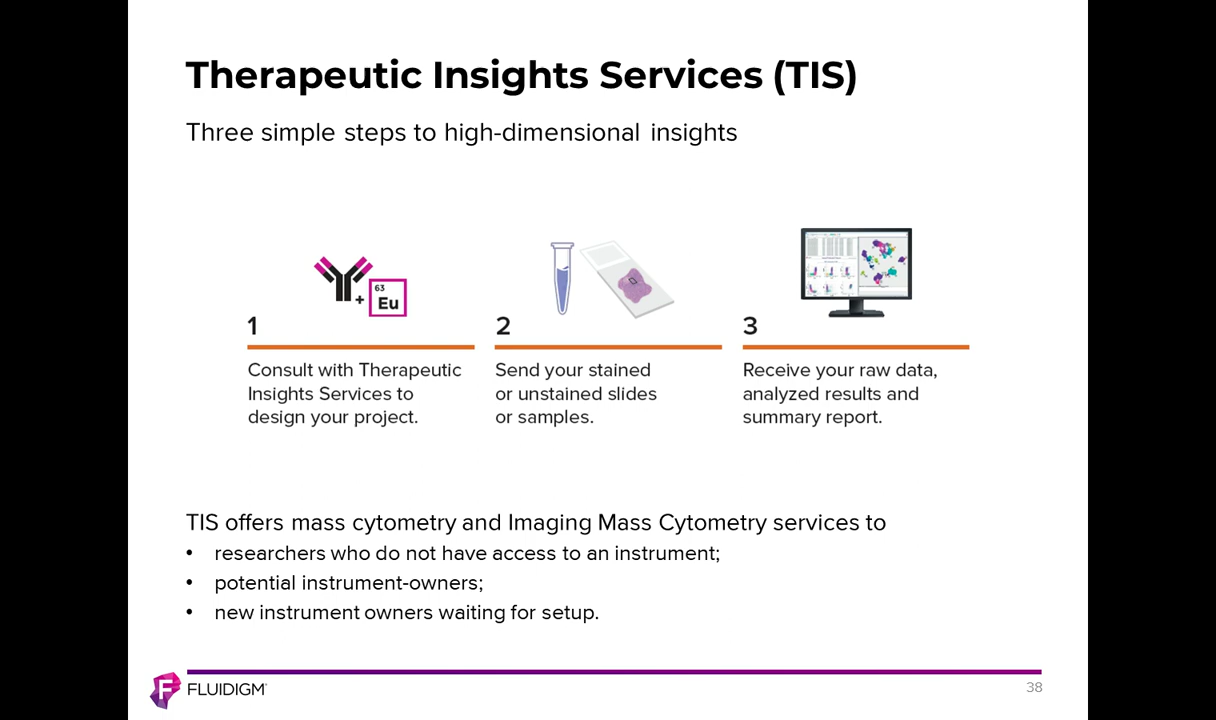 Therapeutic Insights Services (TIS)
Three simple steps to high-dimensional insights
63
Eu
+
1
2
3
Consult with Therapeutic
Insights Services to
design your project.
Send your stained
or unstained slides
or samples.
Receive your raw data,
analyzed results and
summary report.
TIS offers mass cytometry and Imaging Mass Cytometry services to
• researchers who do not have access to an instrument;
• potential instrument-owners;
• new instrument owners waiting for setup.
F FLUIDIGM
38